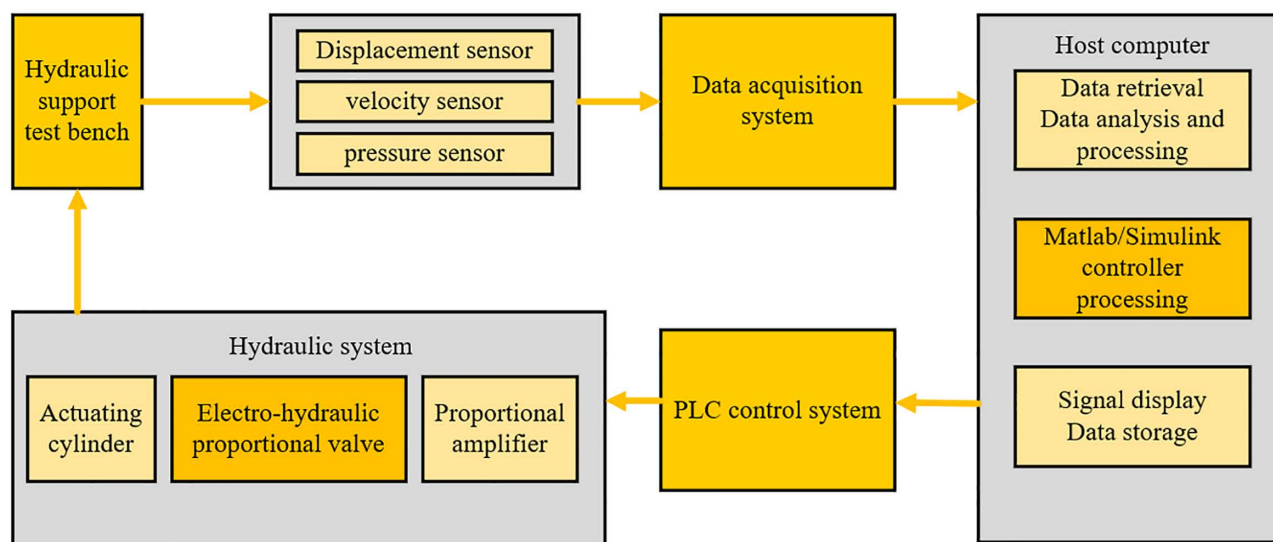 Hydraulic
support
test bench
Displacement sensor
velocity sensor
pressure sensor
Data acquisition
system
Host computer
Data retrieval
Data analysis and
processing
Matlab/Simulink
controller
processing
Signal display
Data storage
Hydraulic system
Actuating
cylinder
Electro-hydraulic
proportional valve
Proportional
amplifier
PLC control system